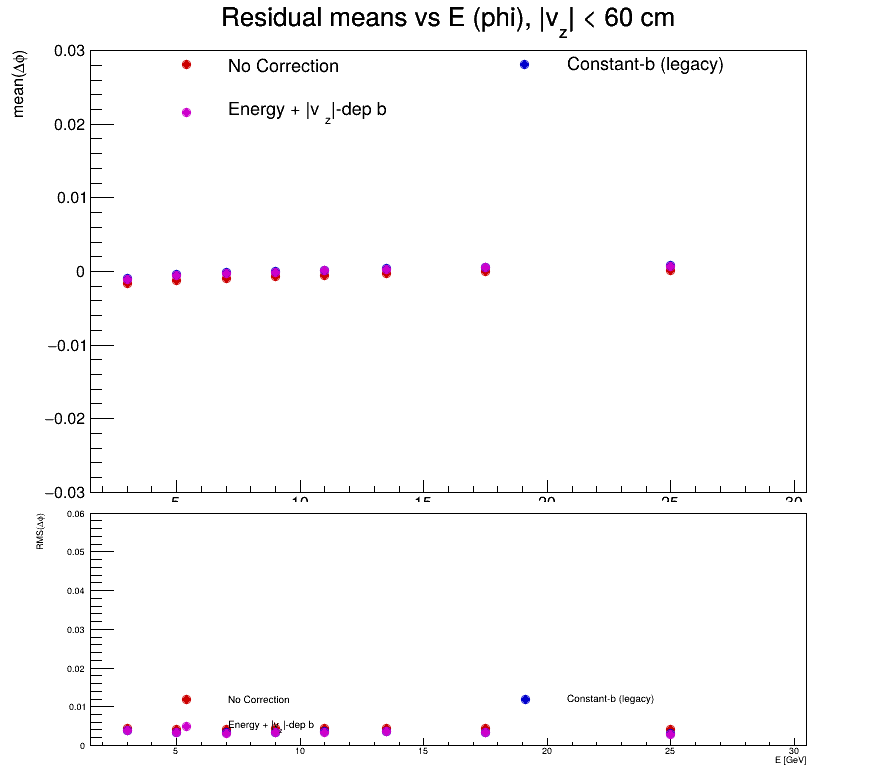 Residual means vs E (phi), |vz| < 60 cm
mean(Δϕ)
0.03
No Correction
Constant-b (legacy)
Energy + |v z|-dep b
0.02
0.01
0
−0.01
−0.02
−0.03
5 10 15 20 25 30
RMS(Δϕ)
0.06
0.05
0.04
0.03
0.02
0.01
0
No Correction
Constant-b (legacy)
Energy + |vz|-dep b
5 10 15 20 25 30
E [GeV]